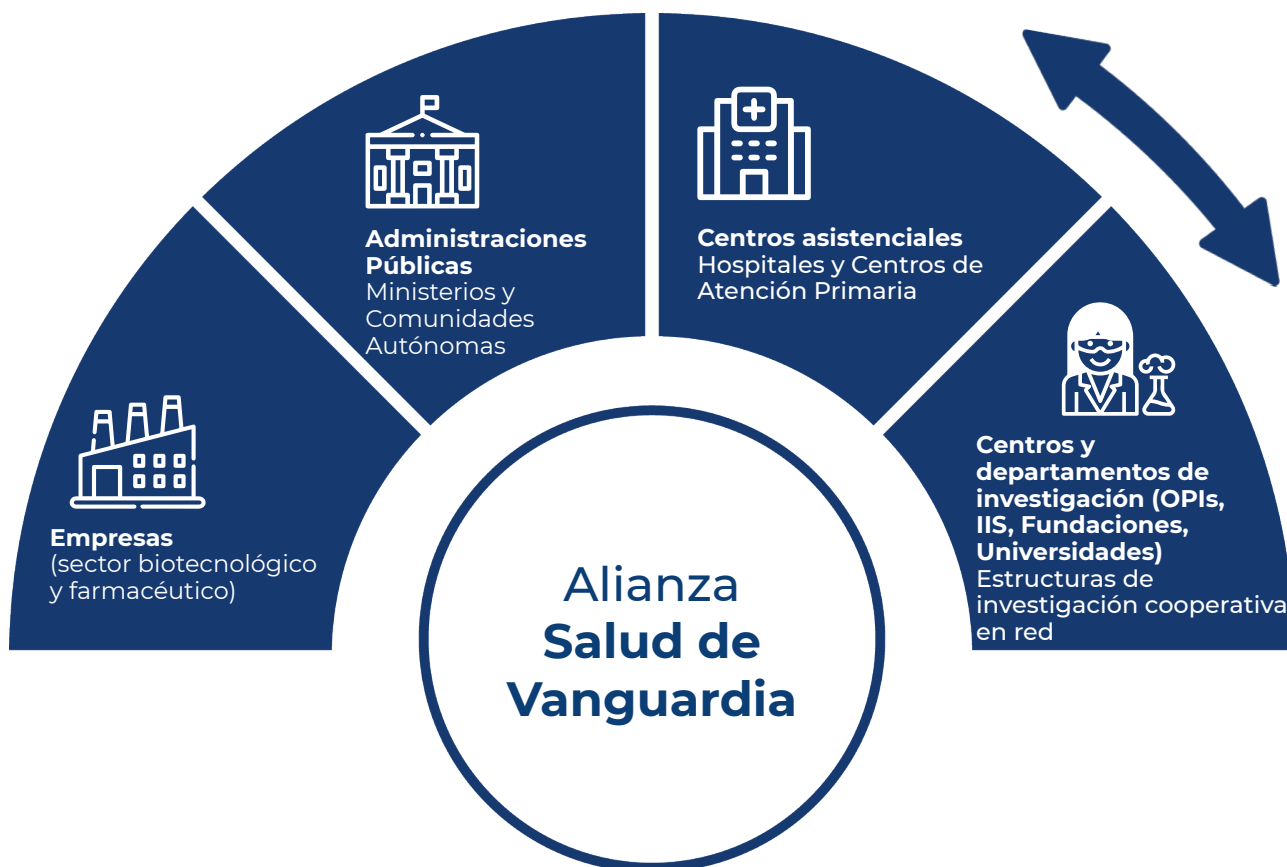 Administraciones
Públicas
Ministerios y
Comunidades
Autónomas
Centros asistenciales
Hospitales y Centros de
Atención Primaria
Empresas
(sector biotecnológico
y farmacéutico)
Centros y
departamentos de
investigación (OPIs,
IIS, Fundaciones,
Universidades)
Estructuras de
investigación cooperativa
en red
Alianza
Salud de
Vanguardia